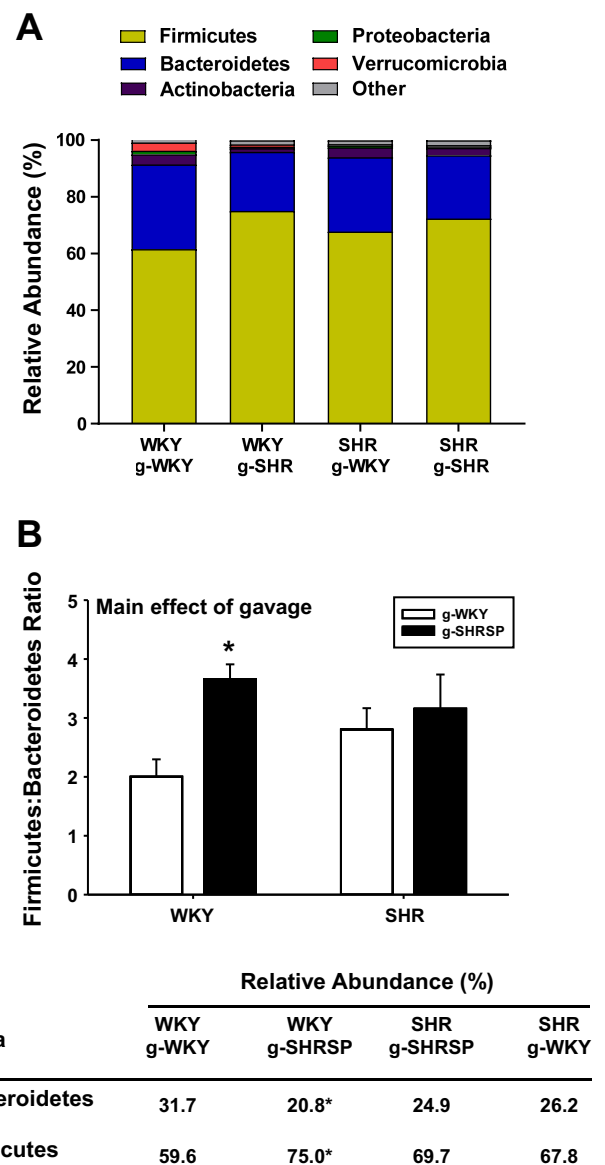 A
Firmicutes
Proteobacteria
Bacteroidetes
Verrucomicrobia
Actinobacteria
Other
Relative Abundance (%)
100
80
60
40
20
0
WKY WKY SHR SHR
g-WKY g-SHR g-WKY g-SHR
B
Firmicutes:Bacteroidetes Ratio
5
4
3
2
1
0
Main effect of gavage
g-WKY
g-SHRSP
*
WKY SHR
Relative Abundance (%)
WKY WKY SHR SHR
a g-WKY g-SHRSP g-SHRSP g-WKY
eroidetes 31.7 20.8* 24.9 26.2
cutes 59.6 75.0* 69.7 67.8